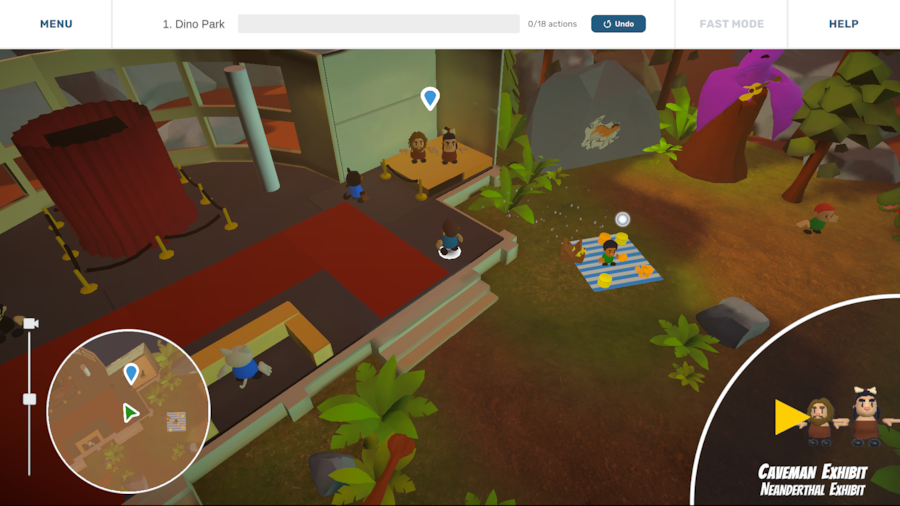 MENU
1. Dino Park
0/18 actions
Undo
FAST MODE
HELP
Caveman Exhibit
Neanderthal Exhibit